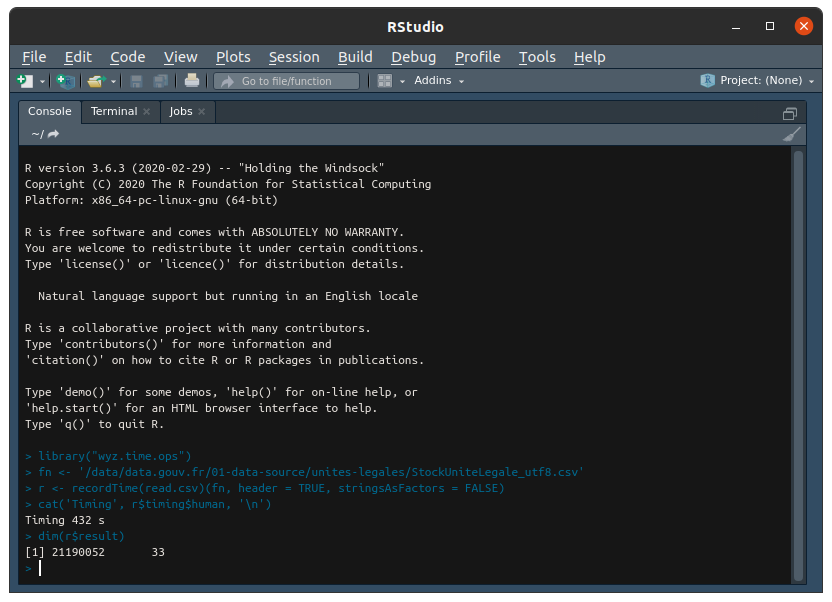 RStudio
File Edit Code View Plots Session Build Debug Profile Tools Help
Go to file/function Addins Project: (None)
Console Terminal Jobs
~/
R version 3.6.3 (2020-02-29) -- "Holding the Windsock"
Copyright (C) 2020 The R Foundation for Statistical Computing
Platform: x86_64-pc-linux-gnu (64-bit)
R is free software and comes with ABSOLUTELY NO WARRANTY.
You are welcome to redistribute it under certain conditions.
Type 'license()' or 'licence()' for distribution details.
Natural language support but running in an English locale
R is a collaborative project with many contributors.
Type 'contributors()' for more information and
'citation()' on how to cite R or R packages in publications.
Type 'demo()' for some demos, 'help()' for on-line help, or
'help.start()' for an HTML browser interface to help.
Type 'q()' to quit R.
> library("wyz.time.ops")
> fn <- '/data/data.gouv.fr/01-data-source/unites-legales/StockUniteLegale_utf8.csv'
> r <- recordTime(read.csv)(fn, header = TRUE, stringsAsFactors = FALSE)
> cat('Timing', r$timing$human, '\n')
Timing 432 s
> dim(r$result)
[1] 21190052       33
>